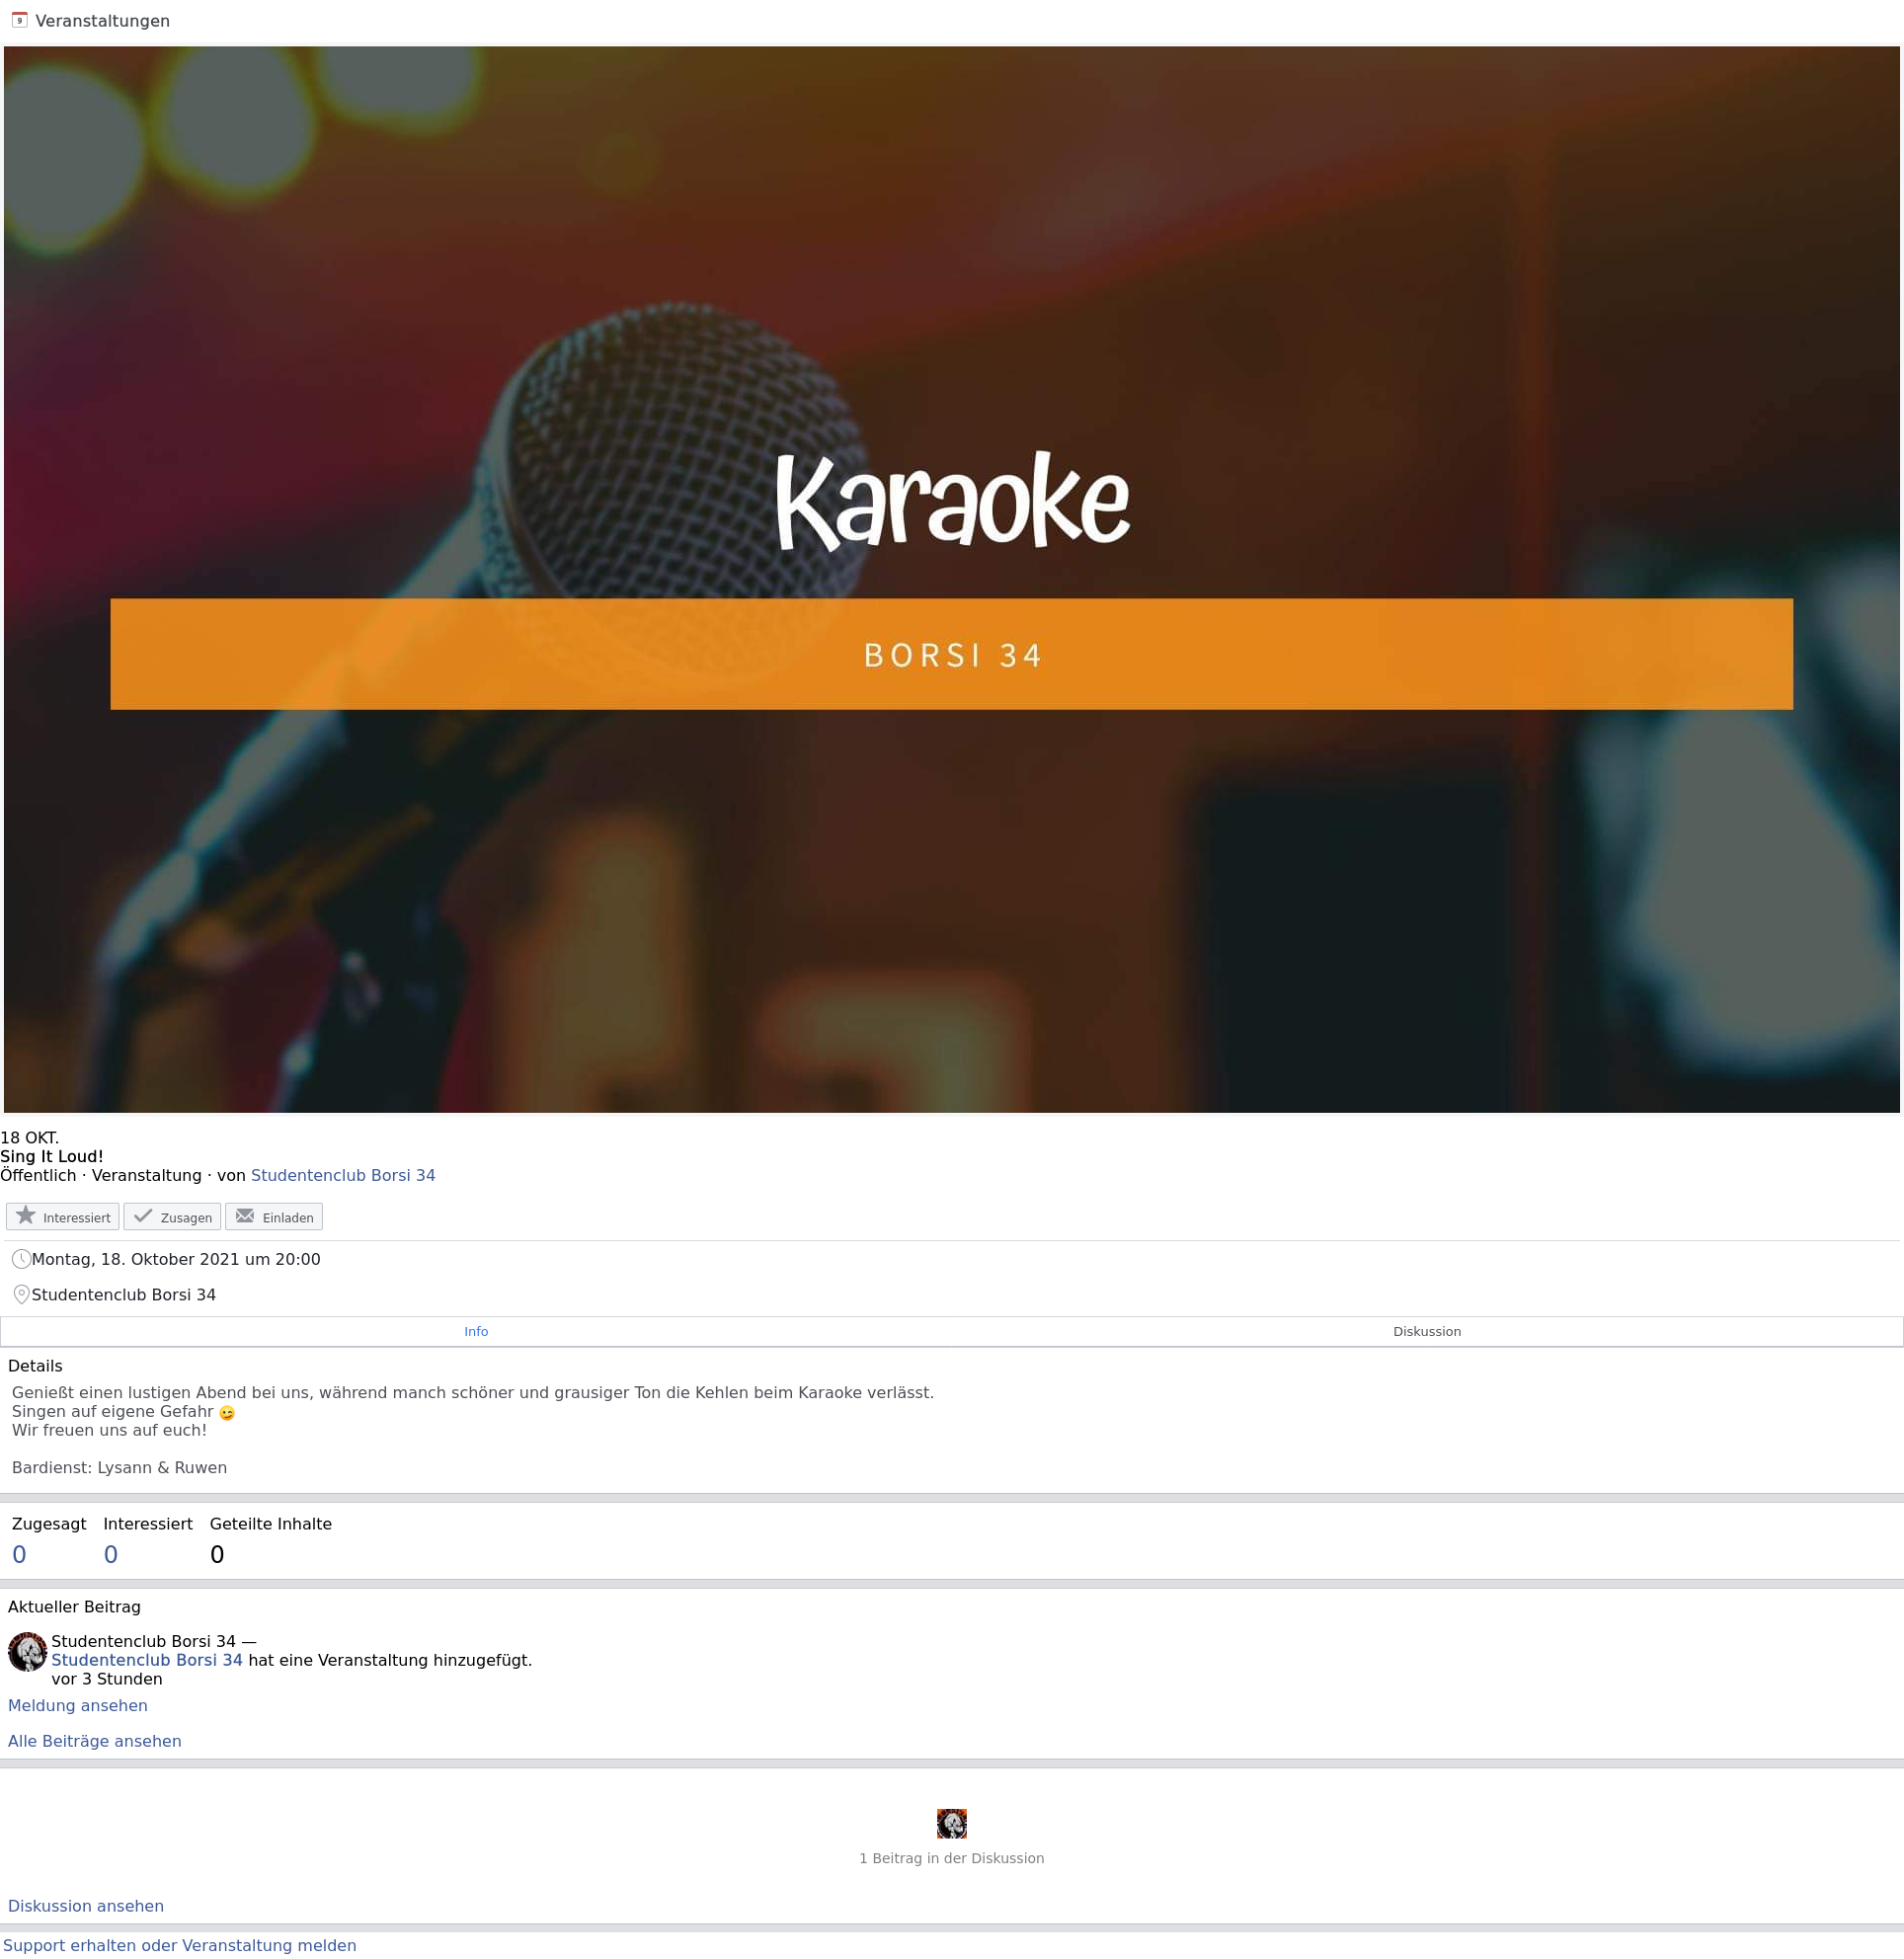 9 Veranstaltungen
Karaoke
BORSI 34
18 OKT.
Sing It Loud!
Öffentlich · Veranstaltung · von Studentenclub Borsi 34
Interessiert Zusagen Einladen
Montag, 18. Oktober 2021 um 20:00
Studentenclub Borsi 34
Info Diskussion
Details
Genießt einen lustigen Abend bei uns, während manch schöner und grausiger Ton die Kehlen beim Karaoke verlässt.
Singen auf eigene Gefahr 😉
Wir freuen uns auf euch!
Bardienst: Lysann & Ruwen
Zugesagt Interessiert Geteilte Inhalte
0 0 0
Aktueller Beitrag
Studentenclub Borsi 34 —
Studentenclub Borsi 34 hat eine Veranstaltung hinzugefügt.
vor 3 Stunden
Meldung ansehen
Alle Beiträge ansehen
1 Beitrag in der Diskussion
Diskussion ansehen
Support erhalten oder Veranstaltung melden